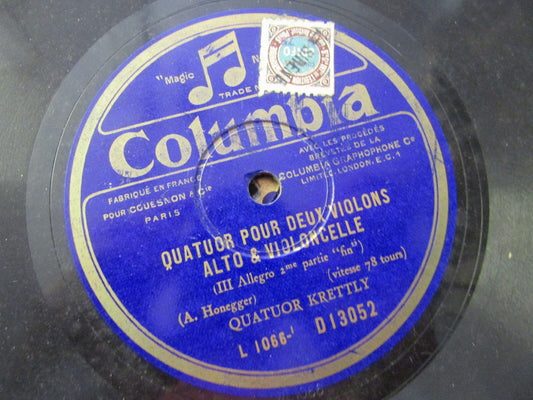 "Magic N
TRADE
Columbia
FABRIQUÉ EN FRANCE
POUR COUESNON & Cie
PARIS
AVEC LES PROCÉDÉS
BREVETÉS DE LA
COLUMBIA GRAPHOPHONE Co
LIMITED, LONDON, E.C.1
QUATUOR POUR DEUX VIOLONS
ALTO & VIOLONCELLE
(III Allegro 2me partie "fin")
(A. Honegger) (vitesse 78 tours)
QUATUOR KRETTLY
L 1066-1 D13052